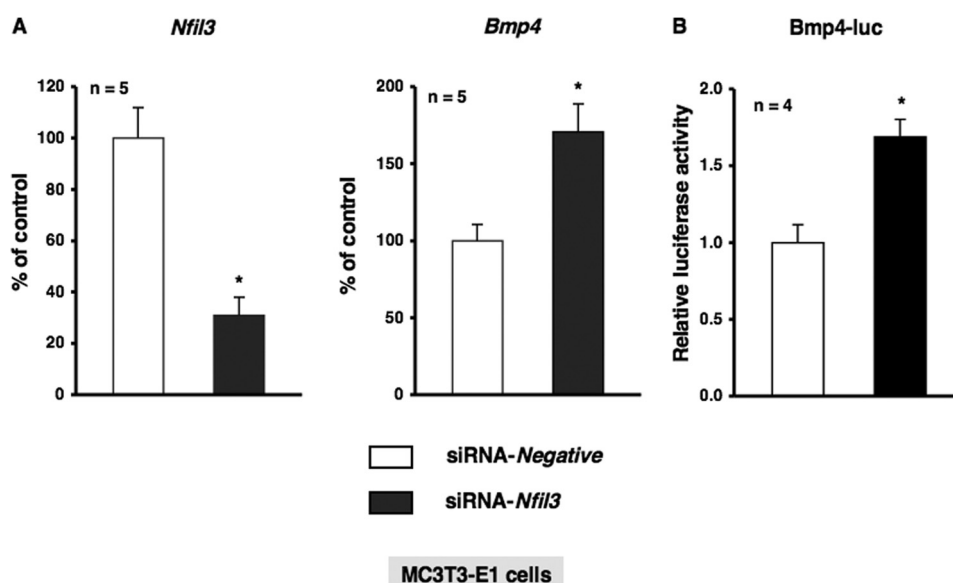 A
Nfil3
Bmp4
B
Bmp4-luc
n = 5
n = 5
n = 4
% of control
120
100
80
60
40
20
0
*
% of control
200
150
100
50
0
*
Relative luciferase activity
2.0
1.5
1.0
0.5
0.0
*
siRNA-Negative
siRNA-Nfil3
MC3T3-E1 cells